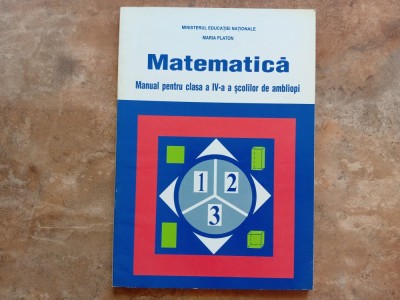 MINISTERUL EDUCAȚIEI NAȚIONALE
MARIA PLATON
Matematică
Manual pentru clasa a IV-a a școlilor de ambliopi
1 2
3